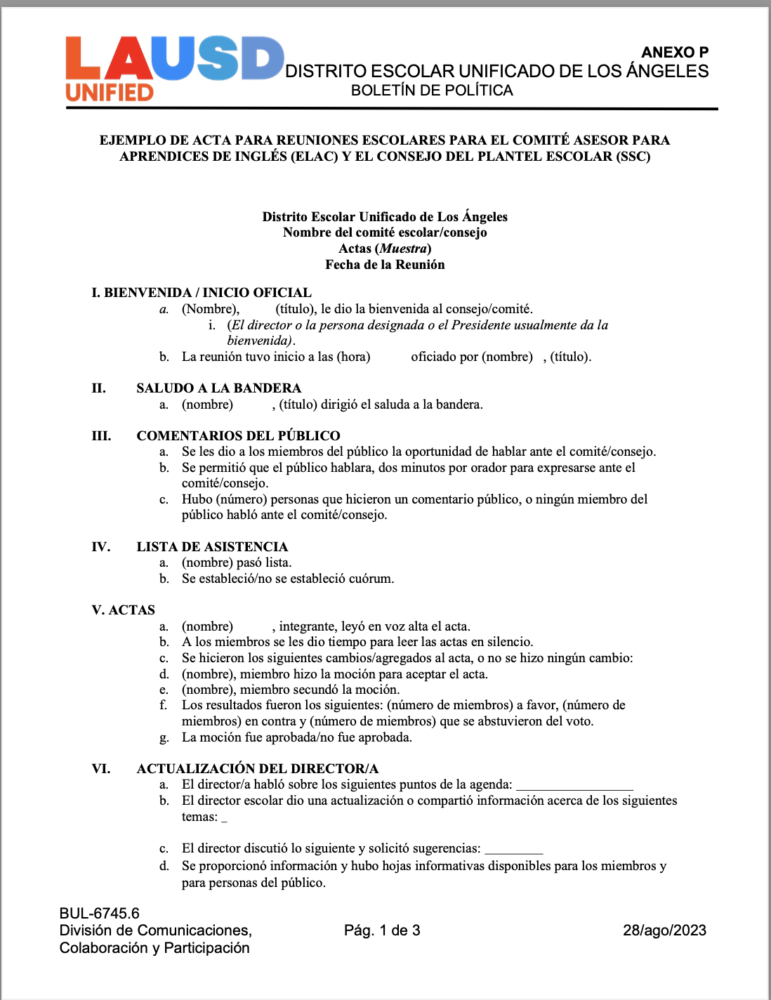 LAUSD
UNIFIED
ANEXO P
DISTRITO ESCOLAR UNIFICADO DE LOS ÁNGELES
BOLETÍN DE POLÍTICA
EJEMPLO DE ACTA PARA REUNIONES ESCOLARES PARA EL COMITÉ ASESOR PARA
APRENDICES DE INGLÉS (ELAC) Y EL CONSEJO DEL PLANTEL ESCOLAR (SSC)
Distrito Escolar Unificado de Los Ángeles
Nombre del comité escolar/consejo
Actas (Muestra)
Fecha de la Reunión
I. BIENVENIDA / INICIO OFICIAL
a. (Nombre), (título), le dio la bienvenida al consejo/comité.
i. (El director o la persona designada o el Presidente usualmente da la
bienvenida).
b. La reunión tuvo inicio a las (hora) oficiado por (nombre) , (título).
II. SALUDO A LA BANDERA
a. (nombre) , (título) dirigió el saluda a la bandera.
III. COMENTARIOS DEL PÚBLICO
a. Se les dio a los miembros del público la oportunidad de hablar ante el comité/consejo.
b. Se permitió que el público hablara, dos minutos por orador para expresarse ante el
comité/consejo.
c. Hubo (número) personas que hicieron un comentario público, o ningún miembro del
público habló ante el comité/consejo.
IV. LISTA DE ASISTENCIA
a. (nombre) pasó lista.
b. Se estableció/no se estableció cuórum.
V. ACTAS
a. (nombre) , integrante, leyó en voz alta el acta.
b. A los miembros se les dio tiempo para leer las actas en silencio.
c. Se hicieron los siguientes cambios/agregados al acta, o no se hizo ningún cambio:
d. (nombre), miembro hizo la moción para aceptar el acta.
e. (nombre), miembro secundó la moción.
f. Los resultados fueron los siguientes: (número de miembros) a favor, (número de
miembros) en contra y (número de miembros) que se abstuvieron del voto.
g. La moción fue aprobada/no fue aprobada.
VI. ACTUALIZACIÓN DEL DIRECTOR/A
a. El director/a habló sobre los siguientes puntos de la agenda: ________________
b. El director escolar dio una actualización o compartió información acerca de los siguientes
temas: _
c. El director discutió lo siguiente y solicitó sugerencias: ________
d. Se proporcionó información y hubo hojas informativas disponibles para los miembros y
para personas del público.
BUL-6745.6
División de Comunicaciones, Pág. 1 de 3 28/ago/2023
Colaboración y Participación